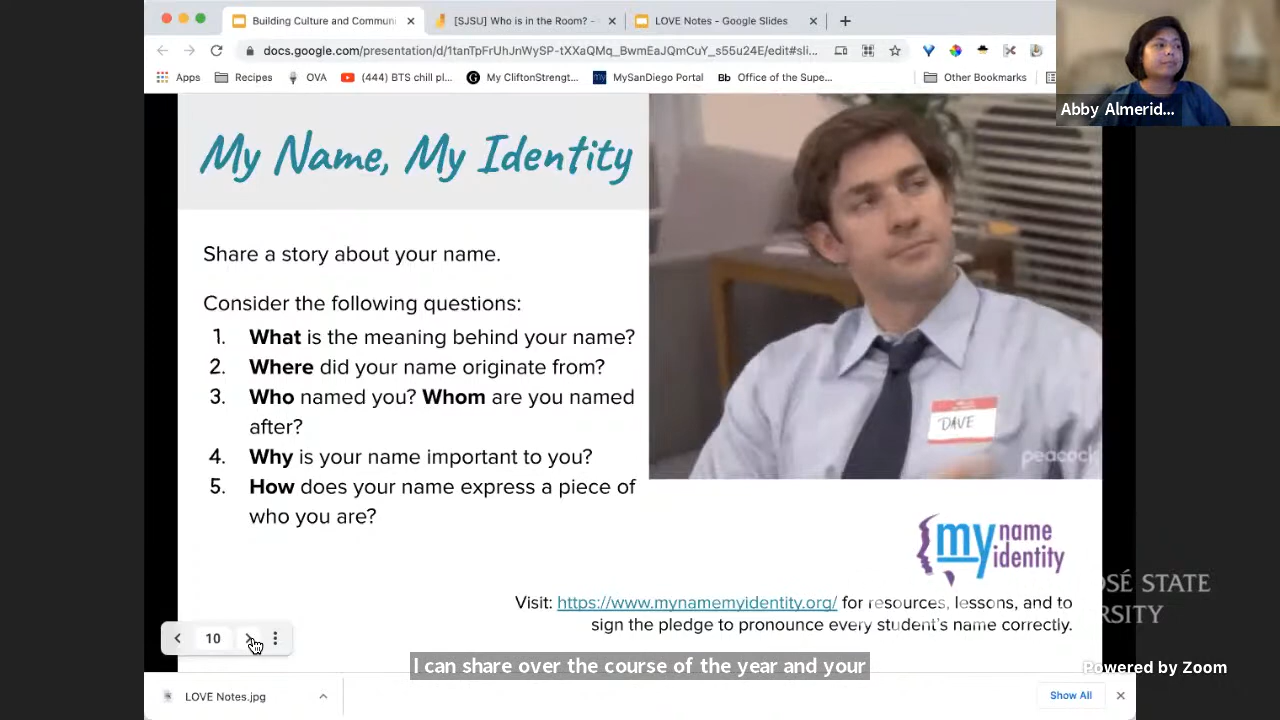 Building Culture and Communi
[SJSU] Who is in the Room? -
LOVE Notes - Google Slides
docs.google.com/presentation/d/1tanTpFrUhJnWySP-tXXaQMq_BwmEaJQmCuY_s55u24E/edit#sli...
Apps
Recipes
OVA
(444) BTS chill pl...
My CliftonStrengt...
my
MySanDiego Portal
Bb
Office of the Supe...
Other Bookmarks
Abby Almerid...
My Name, My Identity
Share a story about your name.
Consider the following questions:
1. What is the meaning behind your name?
2. Where did your name originate from?
3. Who named you? Whom are you named
after?
4. Why is your name important to you?
5. How does your name express a piece of
who you are?
DAVE
peacock
my name
identity
Visit: https://www.mynamemyidentity.org/ for resources, lessons, and to
sign the pledge to pronounce every student's name correctly.
OSÉ STATE
ERSITY
10
I can share over the course of the year and your
Powered by Zoom
LOVE Notes.jpg
Show All